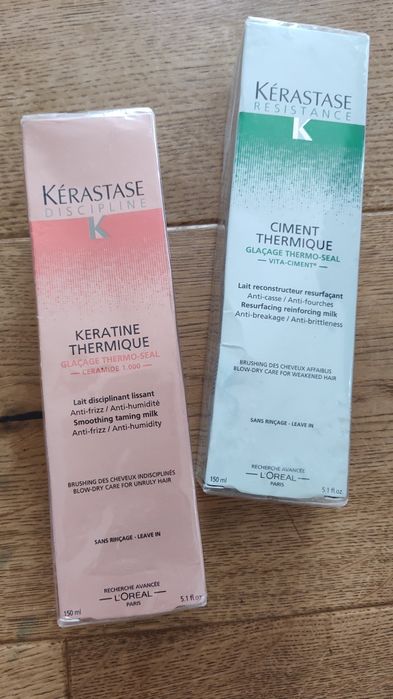 KÉRASTASE
DISCIPLINE
K
KERATINE
THERMIQUE
GLAÇAGE THERMO-SEAL
— CERAMIDE 1.000 —
Lait disciplinant lissant
Anti-frizz / Anti-humidité
Smoothing taming milk
Anti-frizz / Anti-humidity
BRUSHING DES CHEVEUX INDISCIPLINÉS
BLOW-DRY CARE FOR UNRULY HAIR
SANS RINÇAGE - LEAVE IN
RECHERCHE AVANCÉE
— L'ORÉAL —
PARIS
150 ml
5.1 fl.oz
KÉRASTASE
RESISTANCE
K
CIMENT
THERMIQUE
GLAÇAGE THERMO-SEAL
— VITA-CIMENT® —
Lait reconstructeur resurfaçant
Anti-casse / Anti-fourches
Resurfacing reinforcing milk
Anti-breakage / Anti-brittleness
BRUSHING DES CHEVEUX AFFAIBLIS
BLOW-DRY CARE FOR WEAKENED HAIR
SANS RINÇAGE - LEAVE IN
RECHERCHE AVANCÉE
— L'ORÉAL —
PARIS
150 ml
5.1 fl.oz